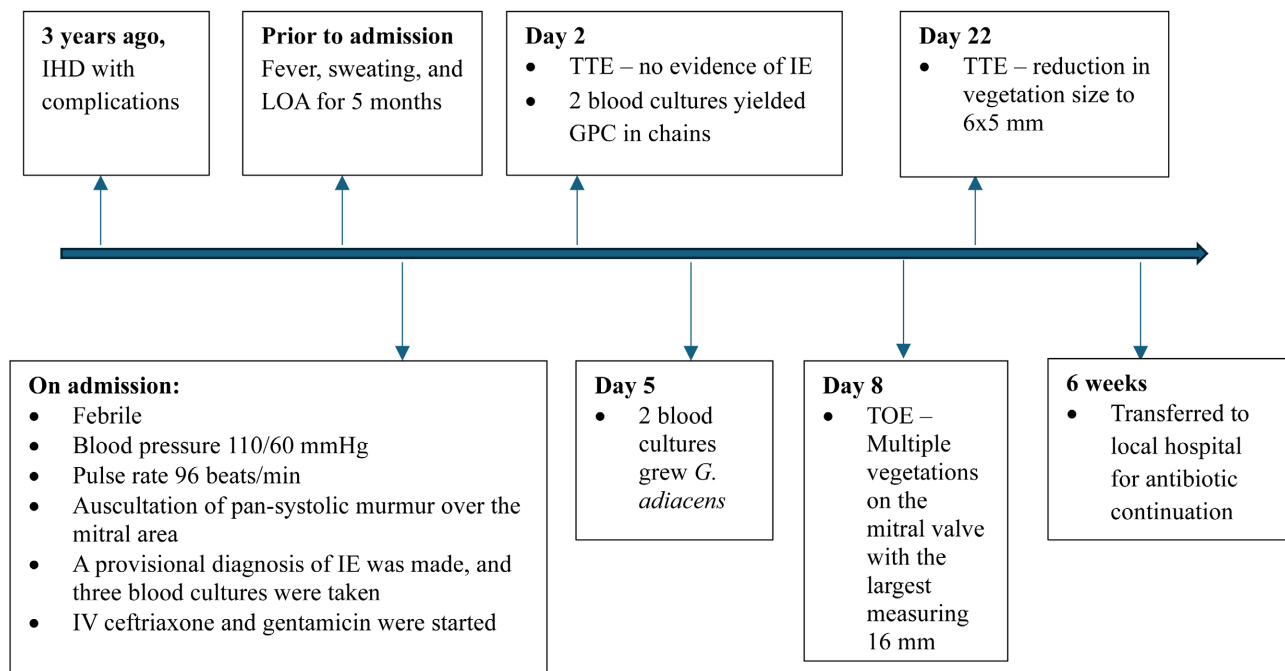 3 years ago,
IHD with
complications
Prior to admission
Fever, sweating, and
LOA for 5 months
Day 2
• TTE – no evidence of IE
• 2 blood cultures yielded
GPC in chains
Day 22
• TTE – reduction in
vegetation size to
6x5 mm
On admission:
• Febrile
• Blood pressure 110/60 mmHg
• Pulse rate 96 beats/min
• Auscultation of pan-systolic murmur over the
mitral area
• A provisional diagnosis of IE was made, and
three blood cultures were taken
• IV ceftriaxone and gentamicin were started
Day 5
• 2 blood
cultures
grew G.
adiacens
Day 8
• TOE –
Multiple
vegetations
on the
mitral valve
with the
largest
measuring
16 mm
6 weeks
• Transferred to
local hospital
for antibiotic
continuation